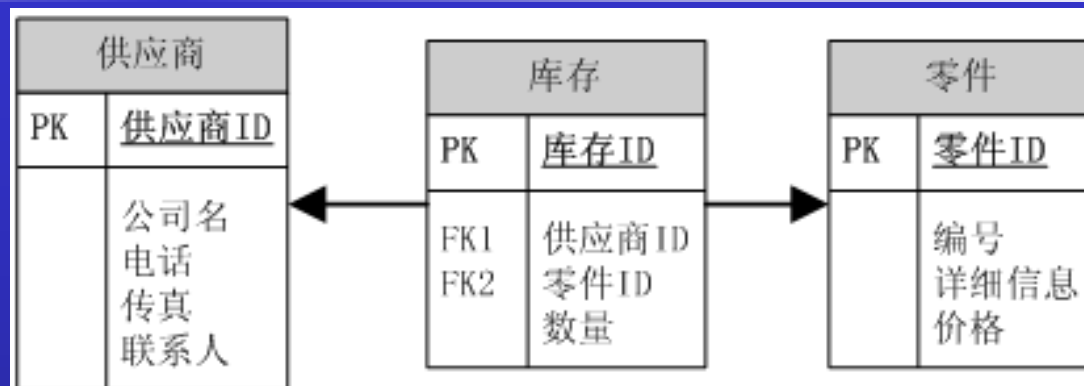 供应商
PK 供应商ID
公司名
电话
传真
联系人
库存
PK 库存ID
FK1 供应商ID
FK2 零件ID
数量
零件
PK 零件ID
编号
详细信息
价格